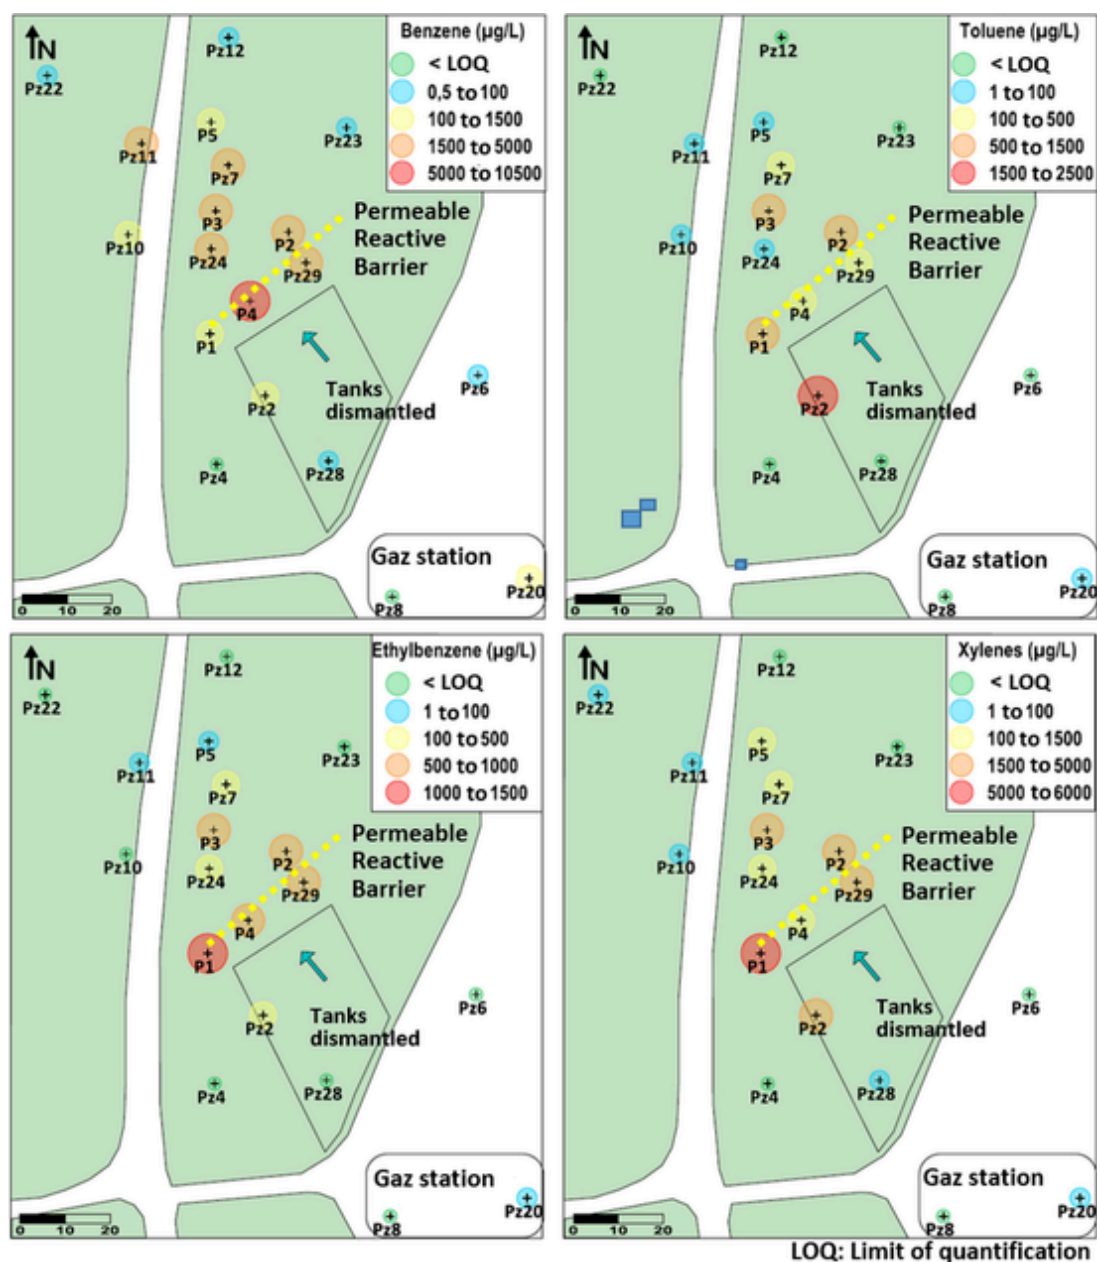 N
Benzene (µg/L)
< LOQ
0,5 to 100
100 to 1500
1500 to 5000
5000 to 10500
Pz12
Pz22
P5
Pz23
Pz11
Pz7
P3
P2
Pz10
Pz24
Pz29
Permeable
Reactive
Barrier
P4
P1
Tanks
dismantled
Pz6
Pz2
Pz4
Pz28
Gaz station
Pz20
Pz8
0 10 20
N
Toluene (µg/L)
< LOQ
1 to 100
100 to 500
500 to 1500
1500 to 2500
Pz12
Pz22
P5
Pz23
Pz11
Pz7
P3
P2
Pz10
Pz24
Pz29
Permeable
Reactive
Barrier
P4
P1
Tanks
dismantled
Pz6
Pz2
Pz4
Pz28
Gaz station
Pz20
Pz8
0 10 20
N
Ethylbenzene (µg/L)
< LOQ
1 to 100
100 to 500
500 to 1000
1000 to 1500
Pz12
Pz22
P5
Pz23
Pz11
Pz7
P3
P2
Pz10
Pz24
Pz29
Permeable
Reactive
Barrier
P4
P1
Tanks
dismantled
Pz6
Pz2
Pz4
Pz28
Gaz station
Pz20
Pz8
0 10 20
N
Xylenes (µg/L)
< LOQ
1 to 100
100 to 1500
1500 to 5000
5000 to 6000
Pz12
Pz22
P5
Pz23
Pz11
Pz7
P3
P2
Pz10
Pz24
Pz29
Permeable
Reactive
Barrier
P4
P1
Tanks
dismantled
Pz6
Pz2
Pz4
Pz28
Gaz station
Pz20
Pz8
0 10 20
LOQ: Limit of quantification